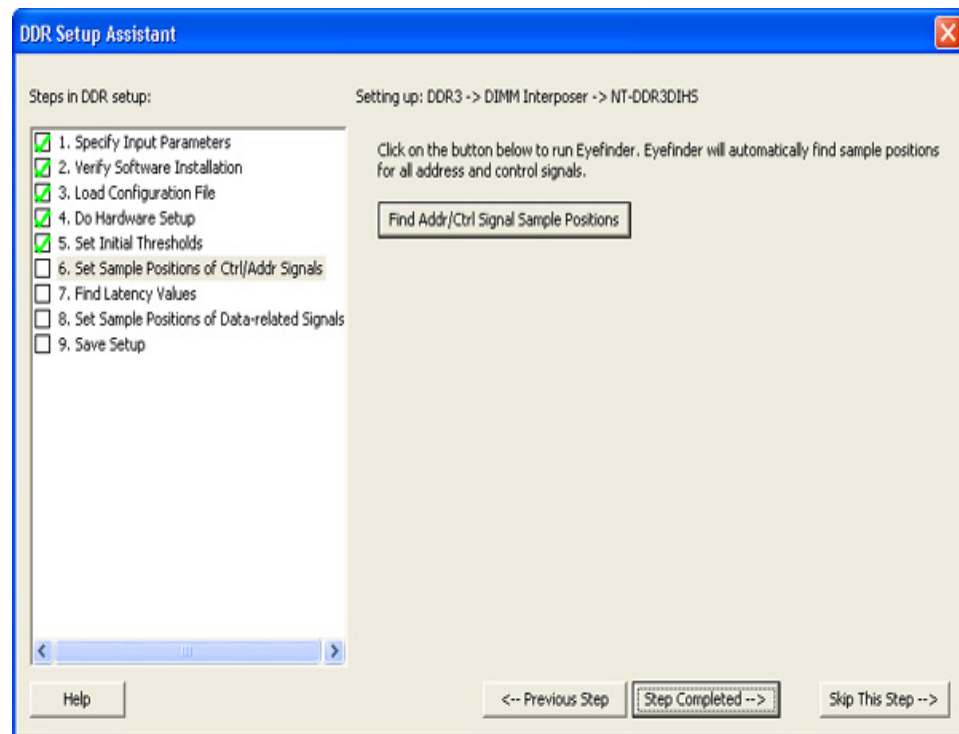 DDR Setup Assistant
Steps in DDR setup:
Setting up: DDR3 -> DIMM Interposer -> NT-DDR3DIHS
1. Specify Input Parameters
2. Verify Software Installation
3. Load Configuration File
4. Do Hardware Setup
5. Set Initial Thresholds
6. Set Sample Positions of Ctrl/Addr Signals
7. Find Latency Values
8. Set Sample Positions of Data-related Signals
9. Save Setup
Click on the button below to run Eyefinder. Eyefinder will automatically find sample positions
for all address and control signals.
Find Addr/Ctrl Signal Sample Positions
Help
<-- Previous Step
Step Completed -->
Skip This Step -->